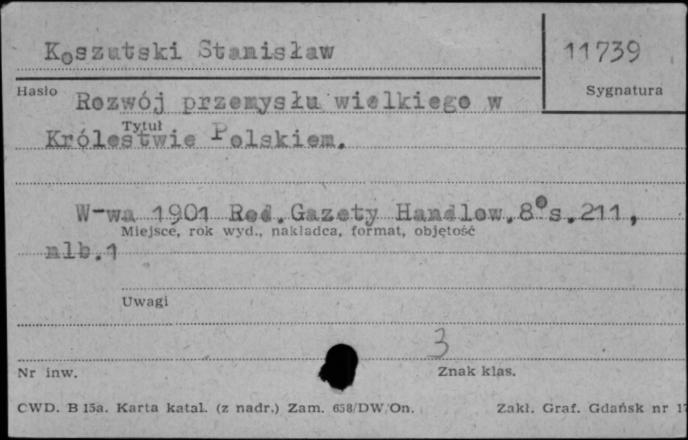 Koszutski Stanisław
11739
Hasło
Sygnatura
Rozwój przemysłu wielkiego w
Tytuł
Królestwie Polskiem.
W-wa 1901 Red. Gazety Handlow. 8° s. 211,
Miejsce, rok wyd., nakładca, format, objętość
nlb. 1
Uwagi
3
Nr inw.
Znak klas.
CWD. B 15a. Karta katal. (z nadr.) Zam. 658/DW/On.
Zakł. Graf. Gdańsk nr